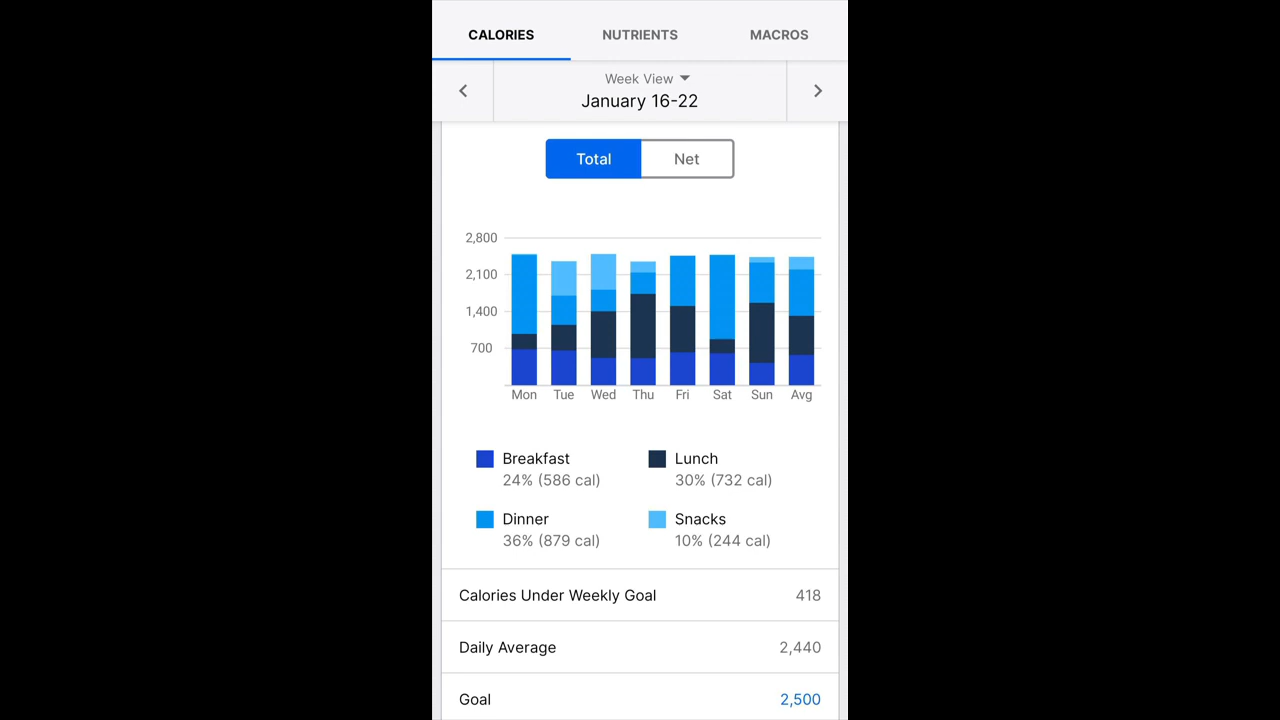 CALORIES NUTRIENTS MACROS
Week View
January 16-22
Total Net
2,800
2,100
1,400
700
Mon Tue Wed Thu Fri Sat Sun Avg
Breakfast Lunch
24% (586 cal) 30% (732 cal)
Dinner Snacks
36% (879 cal) 10% (244 cal)
Calories Under Weekly Goal 418
Daily Average 2,440
Goal 2,500